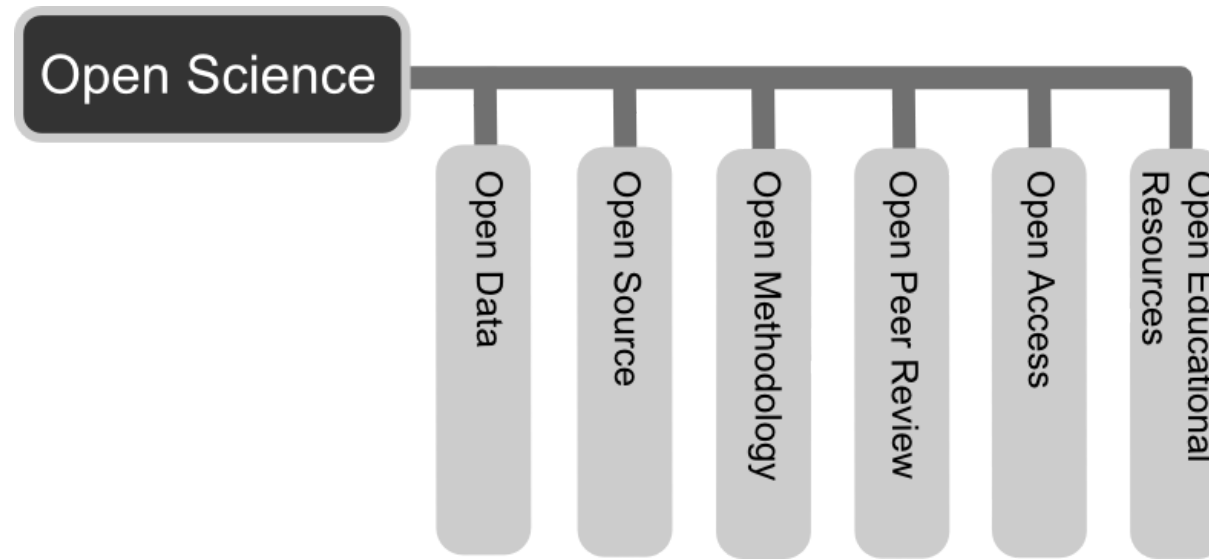 Open Science
Open Data
Open Source
Open Methodology
Open Peer Review
Open Access
Open Educational
Resources